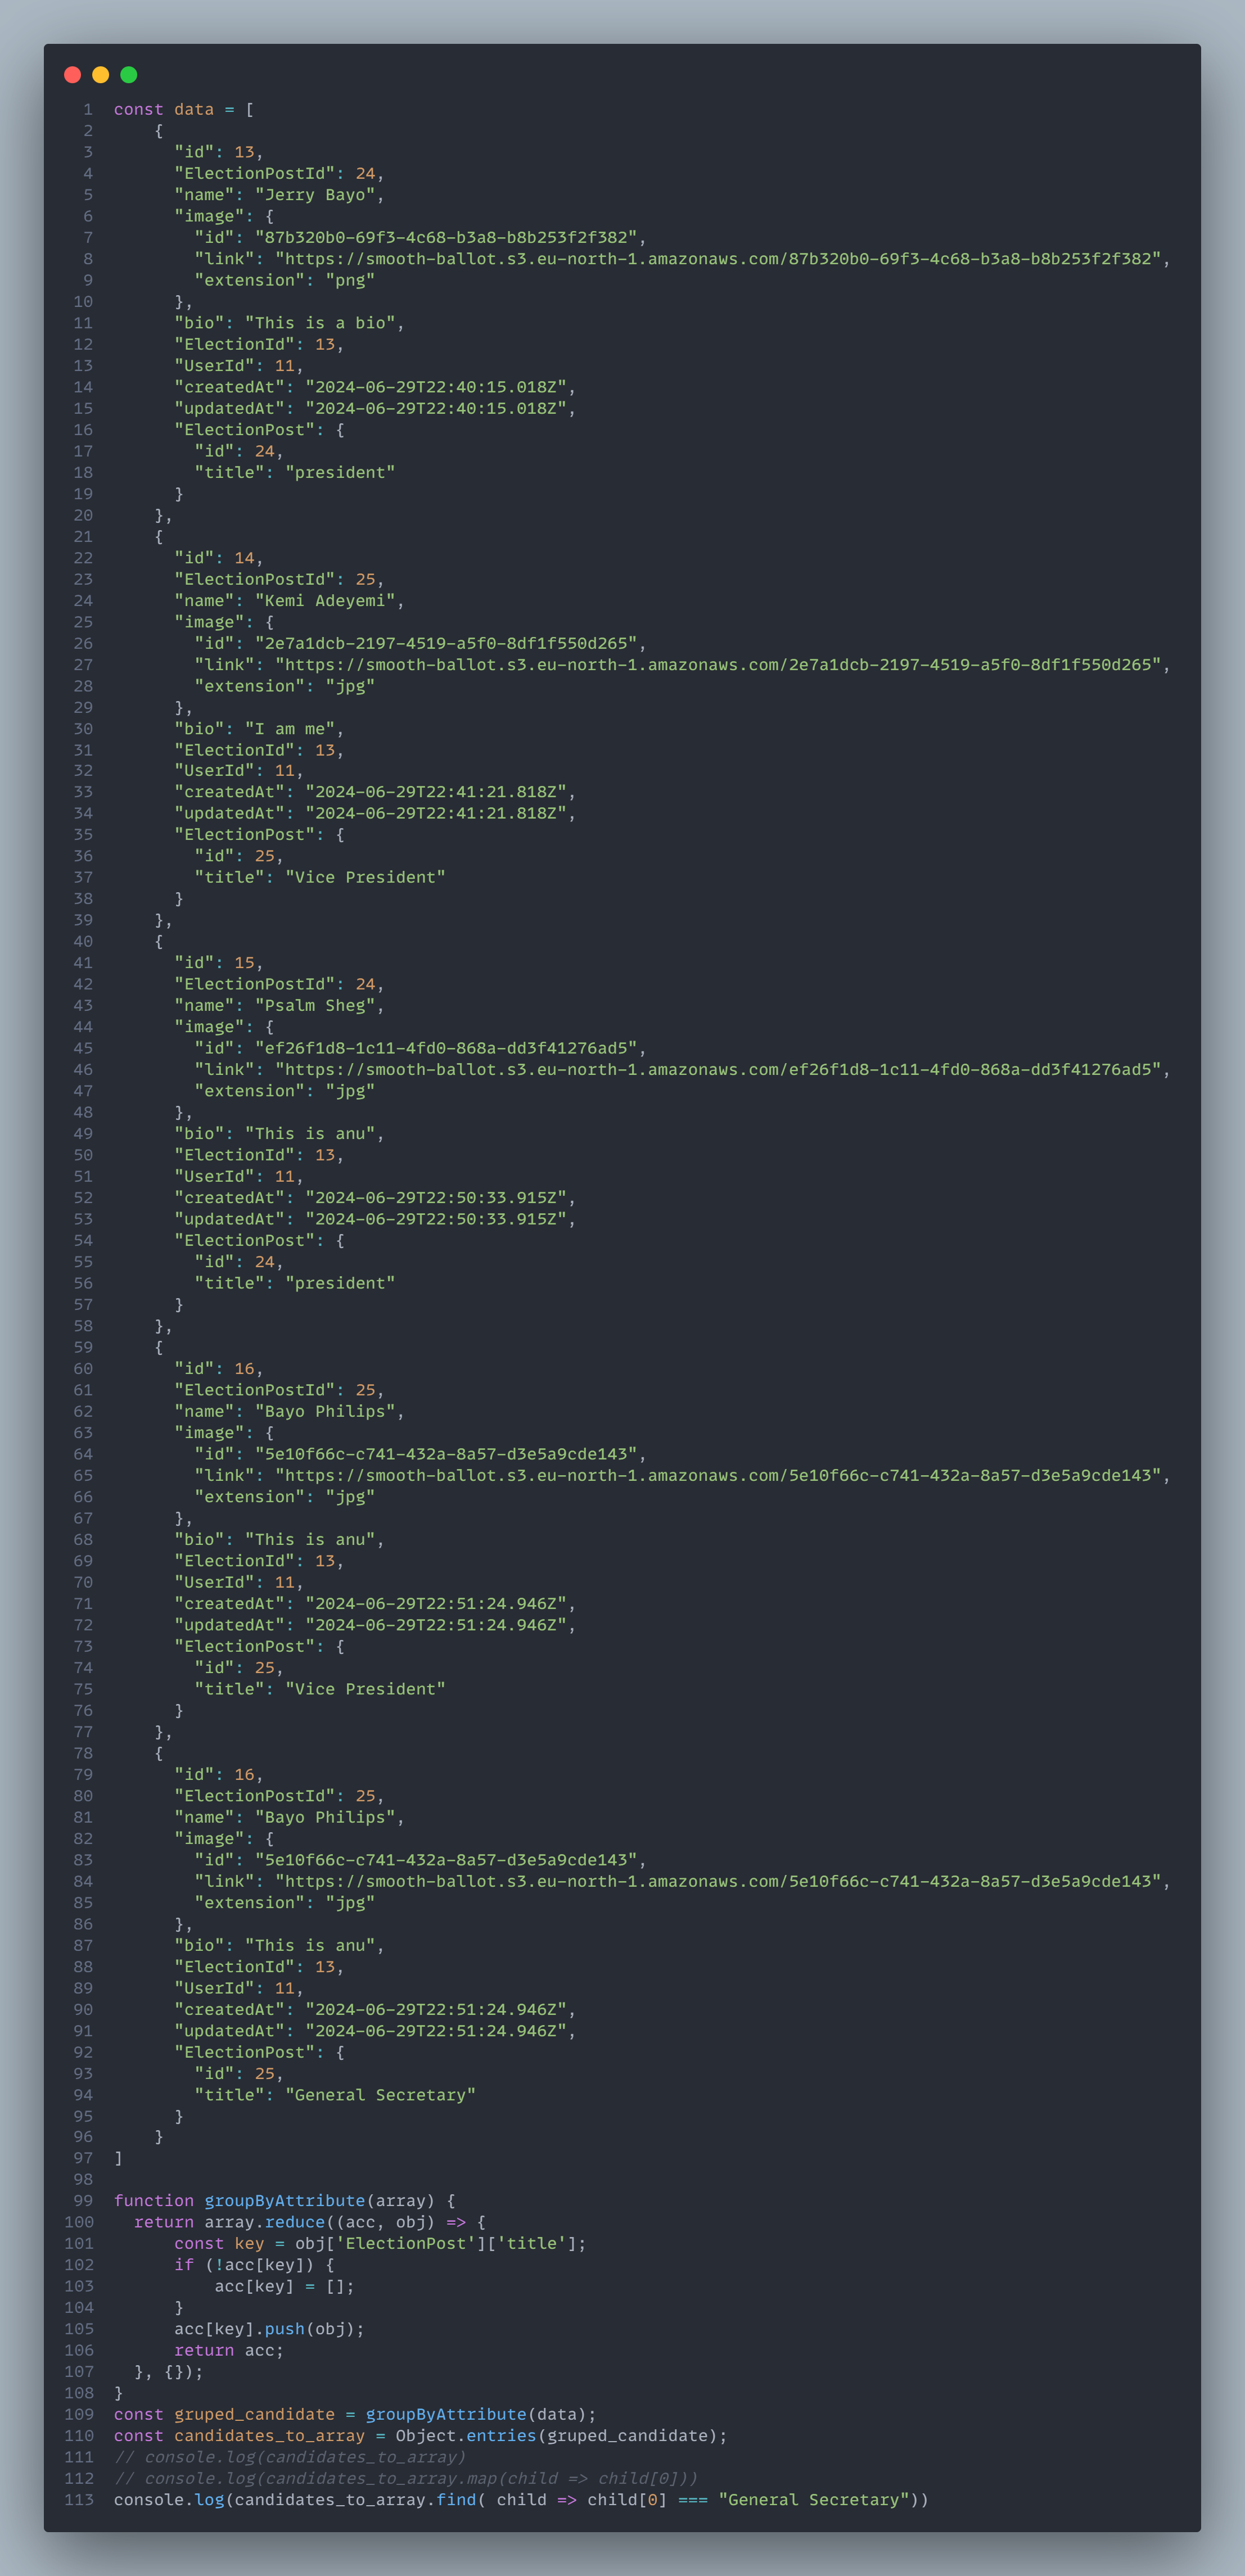 1 const data = [
2 {
3 "id": 13,
4 "ElectionPostId": 24,
5 "name": "Jerry Bayo",
6 "image": {
7 "id": "87b320b0-69f3-4c68-b3a8-b8b253f2f382",
8 "link": "https://smooth-ballot.s3.eu-north-1.amazonaws.com/87b320b0-69f3-4c68-b3a8-b8b253f2f382",
9 "extension": "png"
10 },
11 "bio": "This is a bio",
12 "ElectionId": 13,
13 "UserId": 11,
14 "createdAt": "2024-06-29T22:40:15.018Z",
15 "updatedAt": "2024-06-29T22:40:15.018Z",
16 "ElectionPost": {
17 "id": 24,
18 "title": "president"
19 }
20 },
21 {
22 "id": 14,
23 "ElectionPostId": 25,
24 "name": "Kemi Adeyemi",
25 "image": {
26 "id": "2e7a1dcb-2197-4519-a5f0-8df1f550d265",
27 "link": "https://smooth-ballot.s3.eu-north-1.amazonaws.com/2e7a1dcb-2197-4519-a5f0-8df1f550d265",
28 "extension": "jpg"
29 },
30 "bio": "I am me",
31 "ElectionId": 13,
32 "UserId": 11,
33 "createdAt": "2024-06-29T22:41:21.818Z",
34 "updatedAt": "2024-06-29T22:41:21.818Z",
35 "ElectionPost": {
36 "id": 25,
37 "title": "Vice President"
38 }
39 },
40 {
41 "id": 15,
42 "ElectionPostId": 24,
43 "name": "Psalm Sheg",
44 "image": {
45 "id": "ef26f1d8-1c11-4fd0-868a-dd3f41276ad5",
46 "link": "https://smooth-ballot.s3.eu-north-1.amazonaws.com/ef26f1d8-1c11-4fd0-868a-dd3f41276ad5",
47 "extension": "jpg"
48 },
49 "bio": "This is anu",
50 "ElectionId": 13,
51 "UserId": 11,
52 "createdAt": "2024-06-29T22:50:33.915Z",
53 "updatedAt": "2024-06-29T22:50:33.915Z",
54 "ElectionPost": {
55 "id": 24,
56 "title": "president"
57 }
58 },
59 {
60 "id": 16,
61 "ElectionPostId": 25,
62 "name": "Bayo Philips",
63 "image": {
64 "id": "5e10f66c-c741-432a-8a57-d3e5a9cde143",
65 "link": "https://smooth-ballot.s3.eu-north-1.amazonaws.com/5e10f66c-c741-432a-8a57-d3e5a9cde143",
66 "extension": "jpg"
67 },
68 "bio": "This is anu",
69 "ElectionId": 13,
70 "UserId": 11,
71 "createdAt": "2024-06-29T22:51:24.946Z",
72 "updatedAt": "2024-06-29T22:51:24.946Z",
73 "ElectionPost": {
74 "id": 25,
75 "title": "Vice President"
76 }
77 },
78 {
79 "id": 16,
80 "ElectionPostId": 25,
81 "name": "Bayo Philips",
82 "image": {
83 "id": "5e10f66c-c741-432a-8a57-d3e5a9cde143",
84 "link": "https://smooth-ballot.s3.eu-north-1.amazonaws.com/5e10f66c-c741-432a-8a57-d3e5a9cde143",
85 "extension": "jpg"
86 },
87 "bio": "This is anu",
88 "ElectionId": 13,
89 "UserId": 11,
90 "createdAt": "2024-06-29T22:51:24.946Z",
91 "updatedAt": "2024-06-29T22:51:24.946Z",
92 "ElectionPost": {
93 "id": 25,
94 "title": "General Secretary"
95 }
96 }
97 ]
98
99 function groupByAttribute(array) {
100 return array.reduce((acc, obj) => {
101 const key = obj['ElectionPost']['title'];
102 if (!acc[key]) {
103 acc[key] = [];
104 }
105 acc[key].push(obj);
106 return acc;
107 }, {});
108 }
109 const gruped_candidate = groupByAttribute(data);
110 const candidates_to_array = Object.entries(gruped_candidate);
111 // console.log(candidates_to_array)
112 // console.log(candidates_to_array.map(child => child[0]))
113 console.log(candidates_to_array.find( child => child[0] === "General Secretary"))